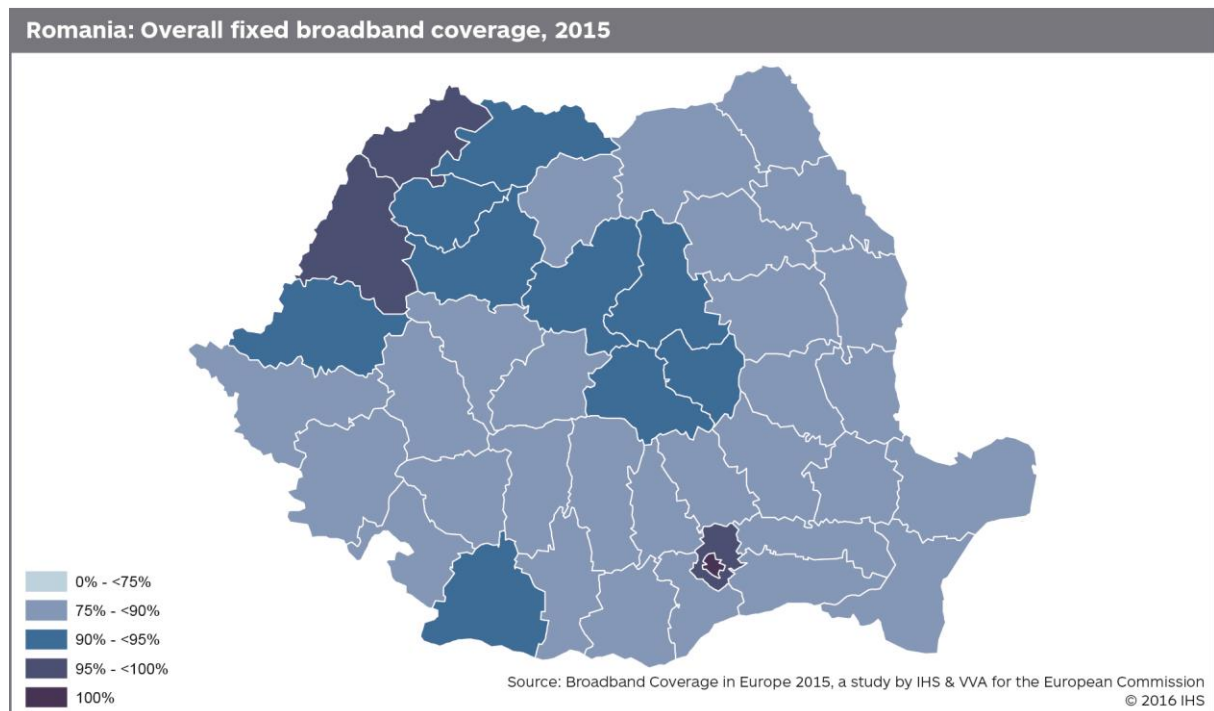 Romania: Overall fixed broadband coverage, 2015
0% - <75%
75% - <90%
90% - <95%
95% - <100%
100%
Source: Broadband Coverage in Europe 2015, a study by IHS & VVA for the European Commission
© 2016 IHS